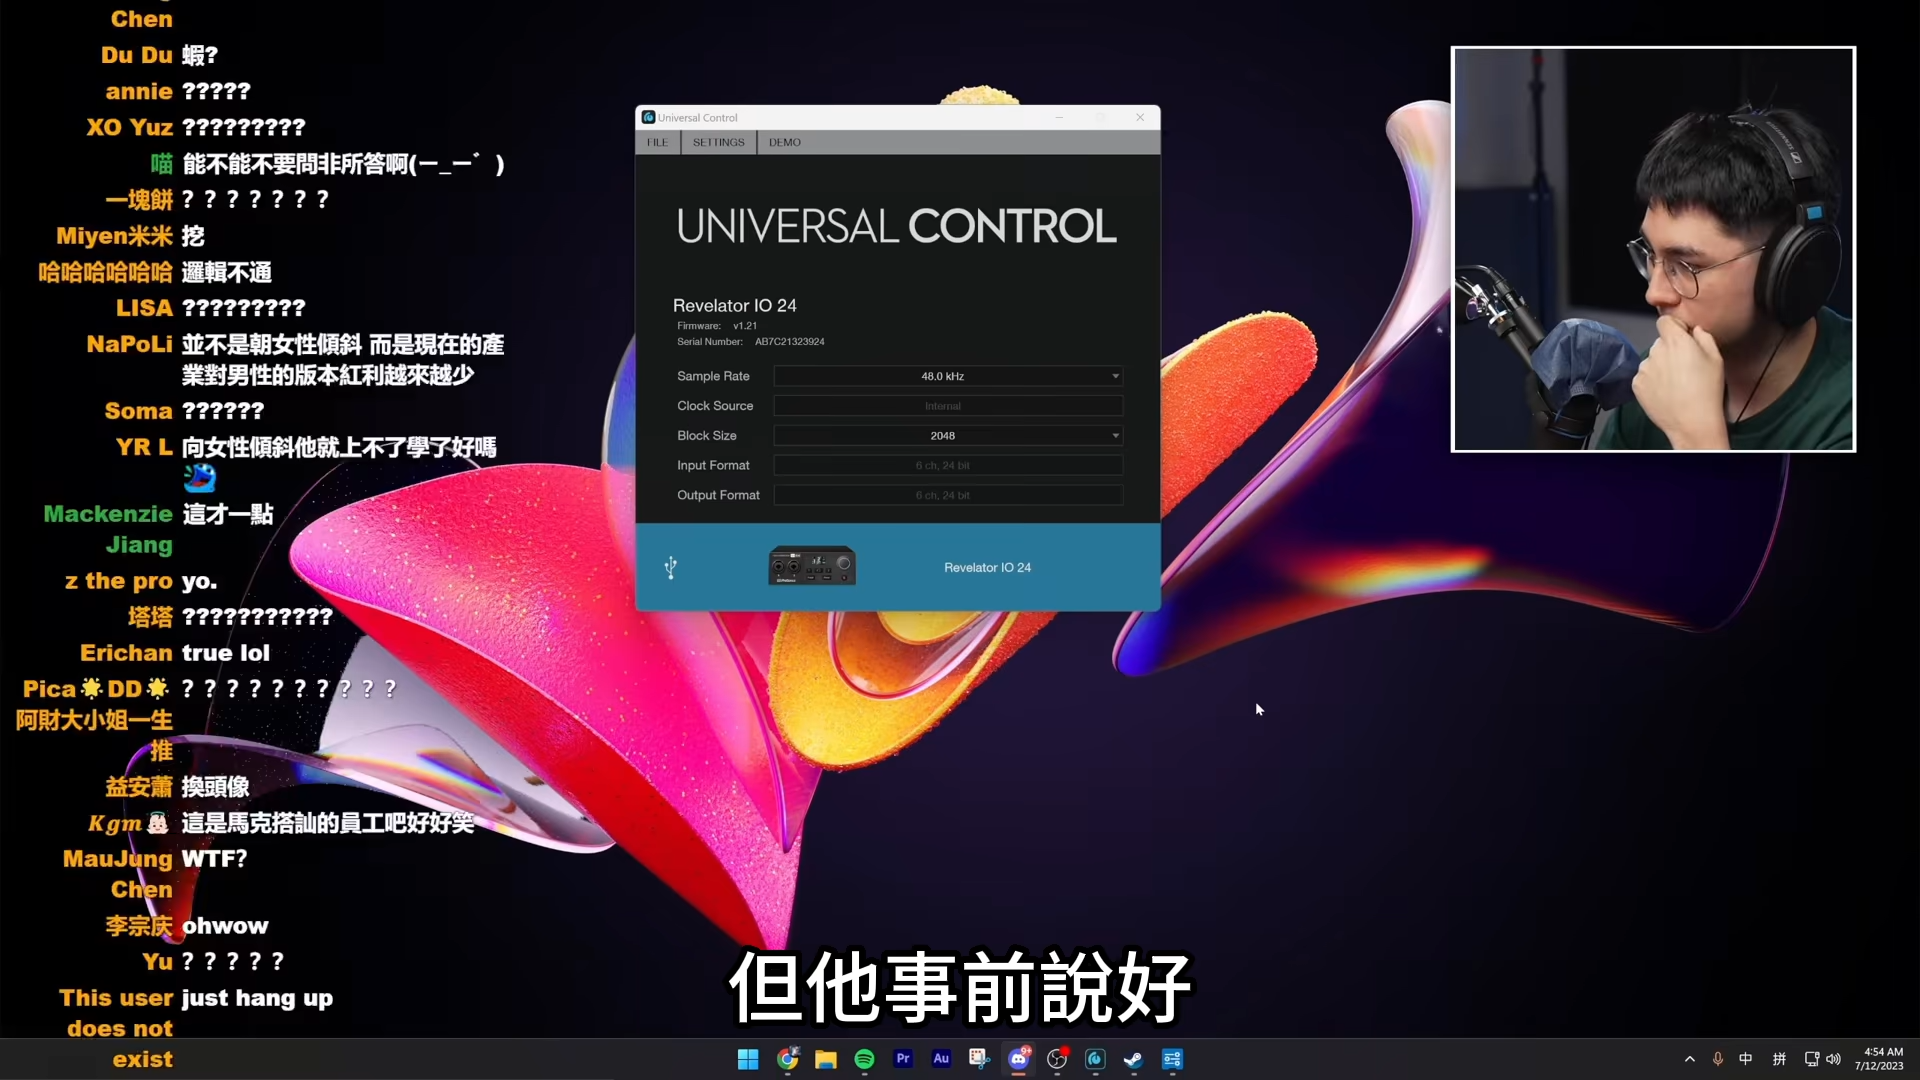 Chen
Du Du 蝦?
annie ?????
XO Yuz ?????????
喵 能不能不要問非所答啊(ー_ー゛)
一塊餅 ? ? ? ? ? ? ?
Miyen米米 挖
哈哈哈哈哈哈 邏輯不通
LISA ?????????
NaPoLi 並不是朝女性傾斜 而是現在的產
業對男性的版本紅利越來越少
Soma ??????
YR L 向女性傾斜他就上不了學了好嗎
Mackenzie 這才一點
Jiang
z the pro yo.
塔塔 ???????????
Erichan true lol
Pica🌟DD🌟 ? ? ? ? ? ? ? ? ? ?
阿財大小姐一生
推
益安蕭 換頭像
Kgm 這是馬克搭訕的員工吧好好笑
MauJung WTF?
Chen
李宗庆 ohwow
Yu ? ? ? ? ?
This user just hang up
does not
exist
Universal Control
FILE SETTINGS DEMO
UNIVERSAL CONTROL
Revelator IO 24
Firmware: v1.21
Serial Number: AB7C21323924
Sample Rate 48.0 kHz
Clock Source Internal
Block Size 2048
Input Format 6 ch, 24 bit
Output Format 6 ch, 24 bit
Revelator IO 24
但他事前說好
Pr
Au
9+
中
拼
4:54 AM
7/12/2023